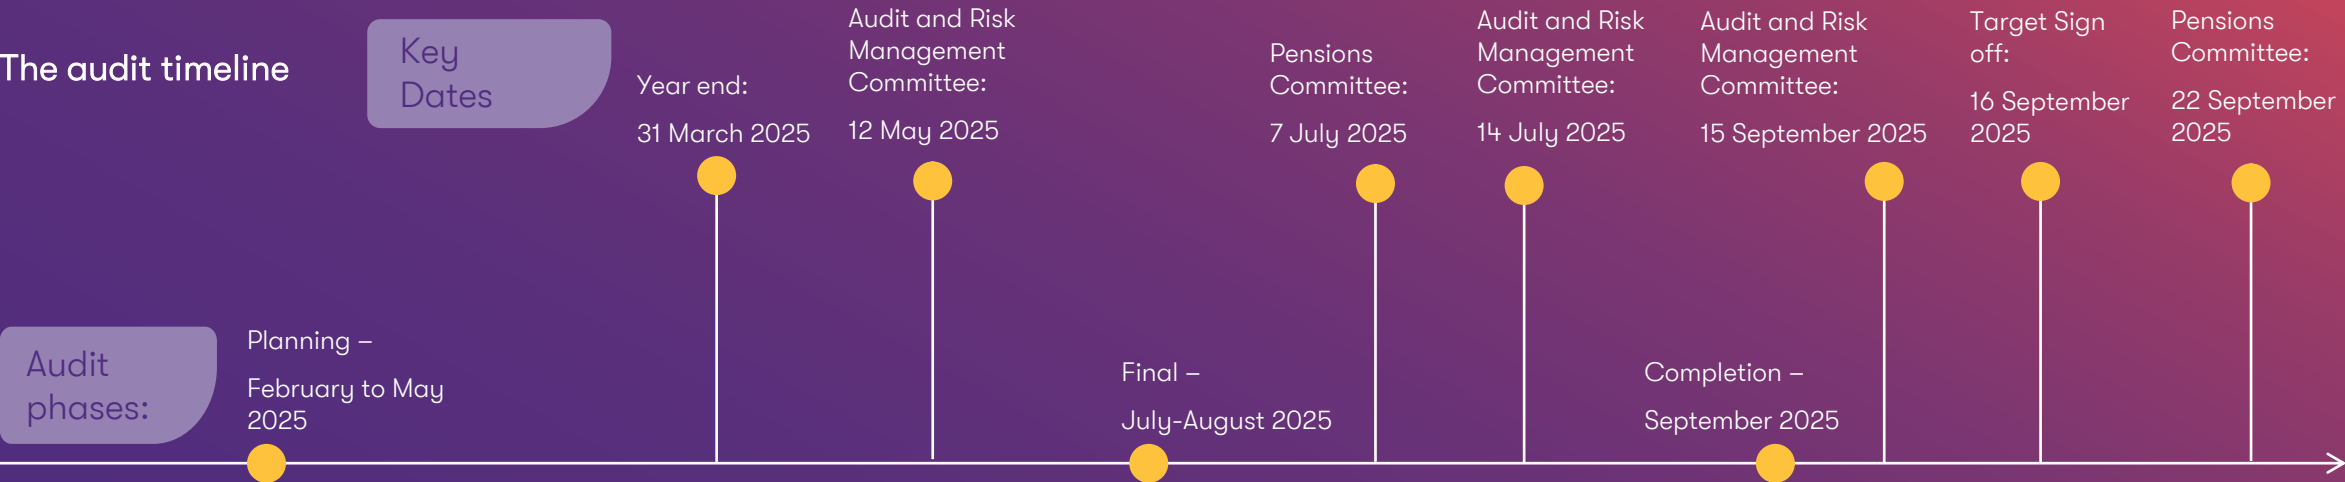 The audit timeline
Key
Dates
Year end:
31 March 2025
Audit and Risk
Management
Committee:
12 May 2025
Pensions
Committee:
7 July 2025
Audit and Risk
Management
Committee:
14 July 2025
Audit and Risk
Management
Committee:
15 September 2025
Target Sign
off:
16 September
2025
Pensions
Committee:
22 September
2025
Audit
phases:
Planning –
February to May
2025
Final –
July-August 2025
Completion –
September 2025